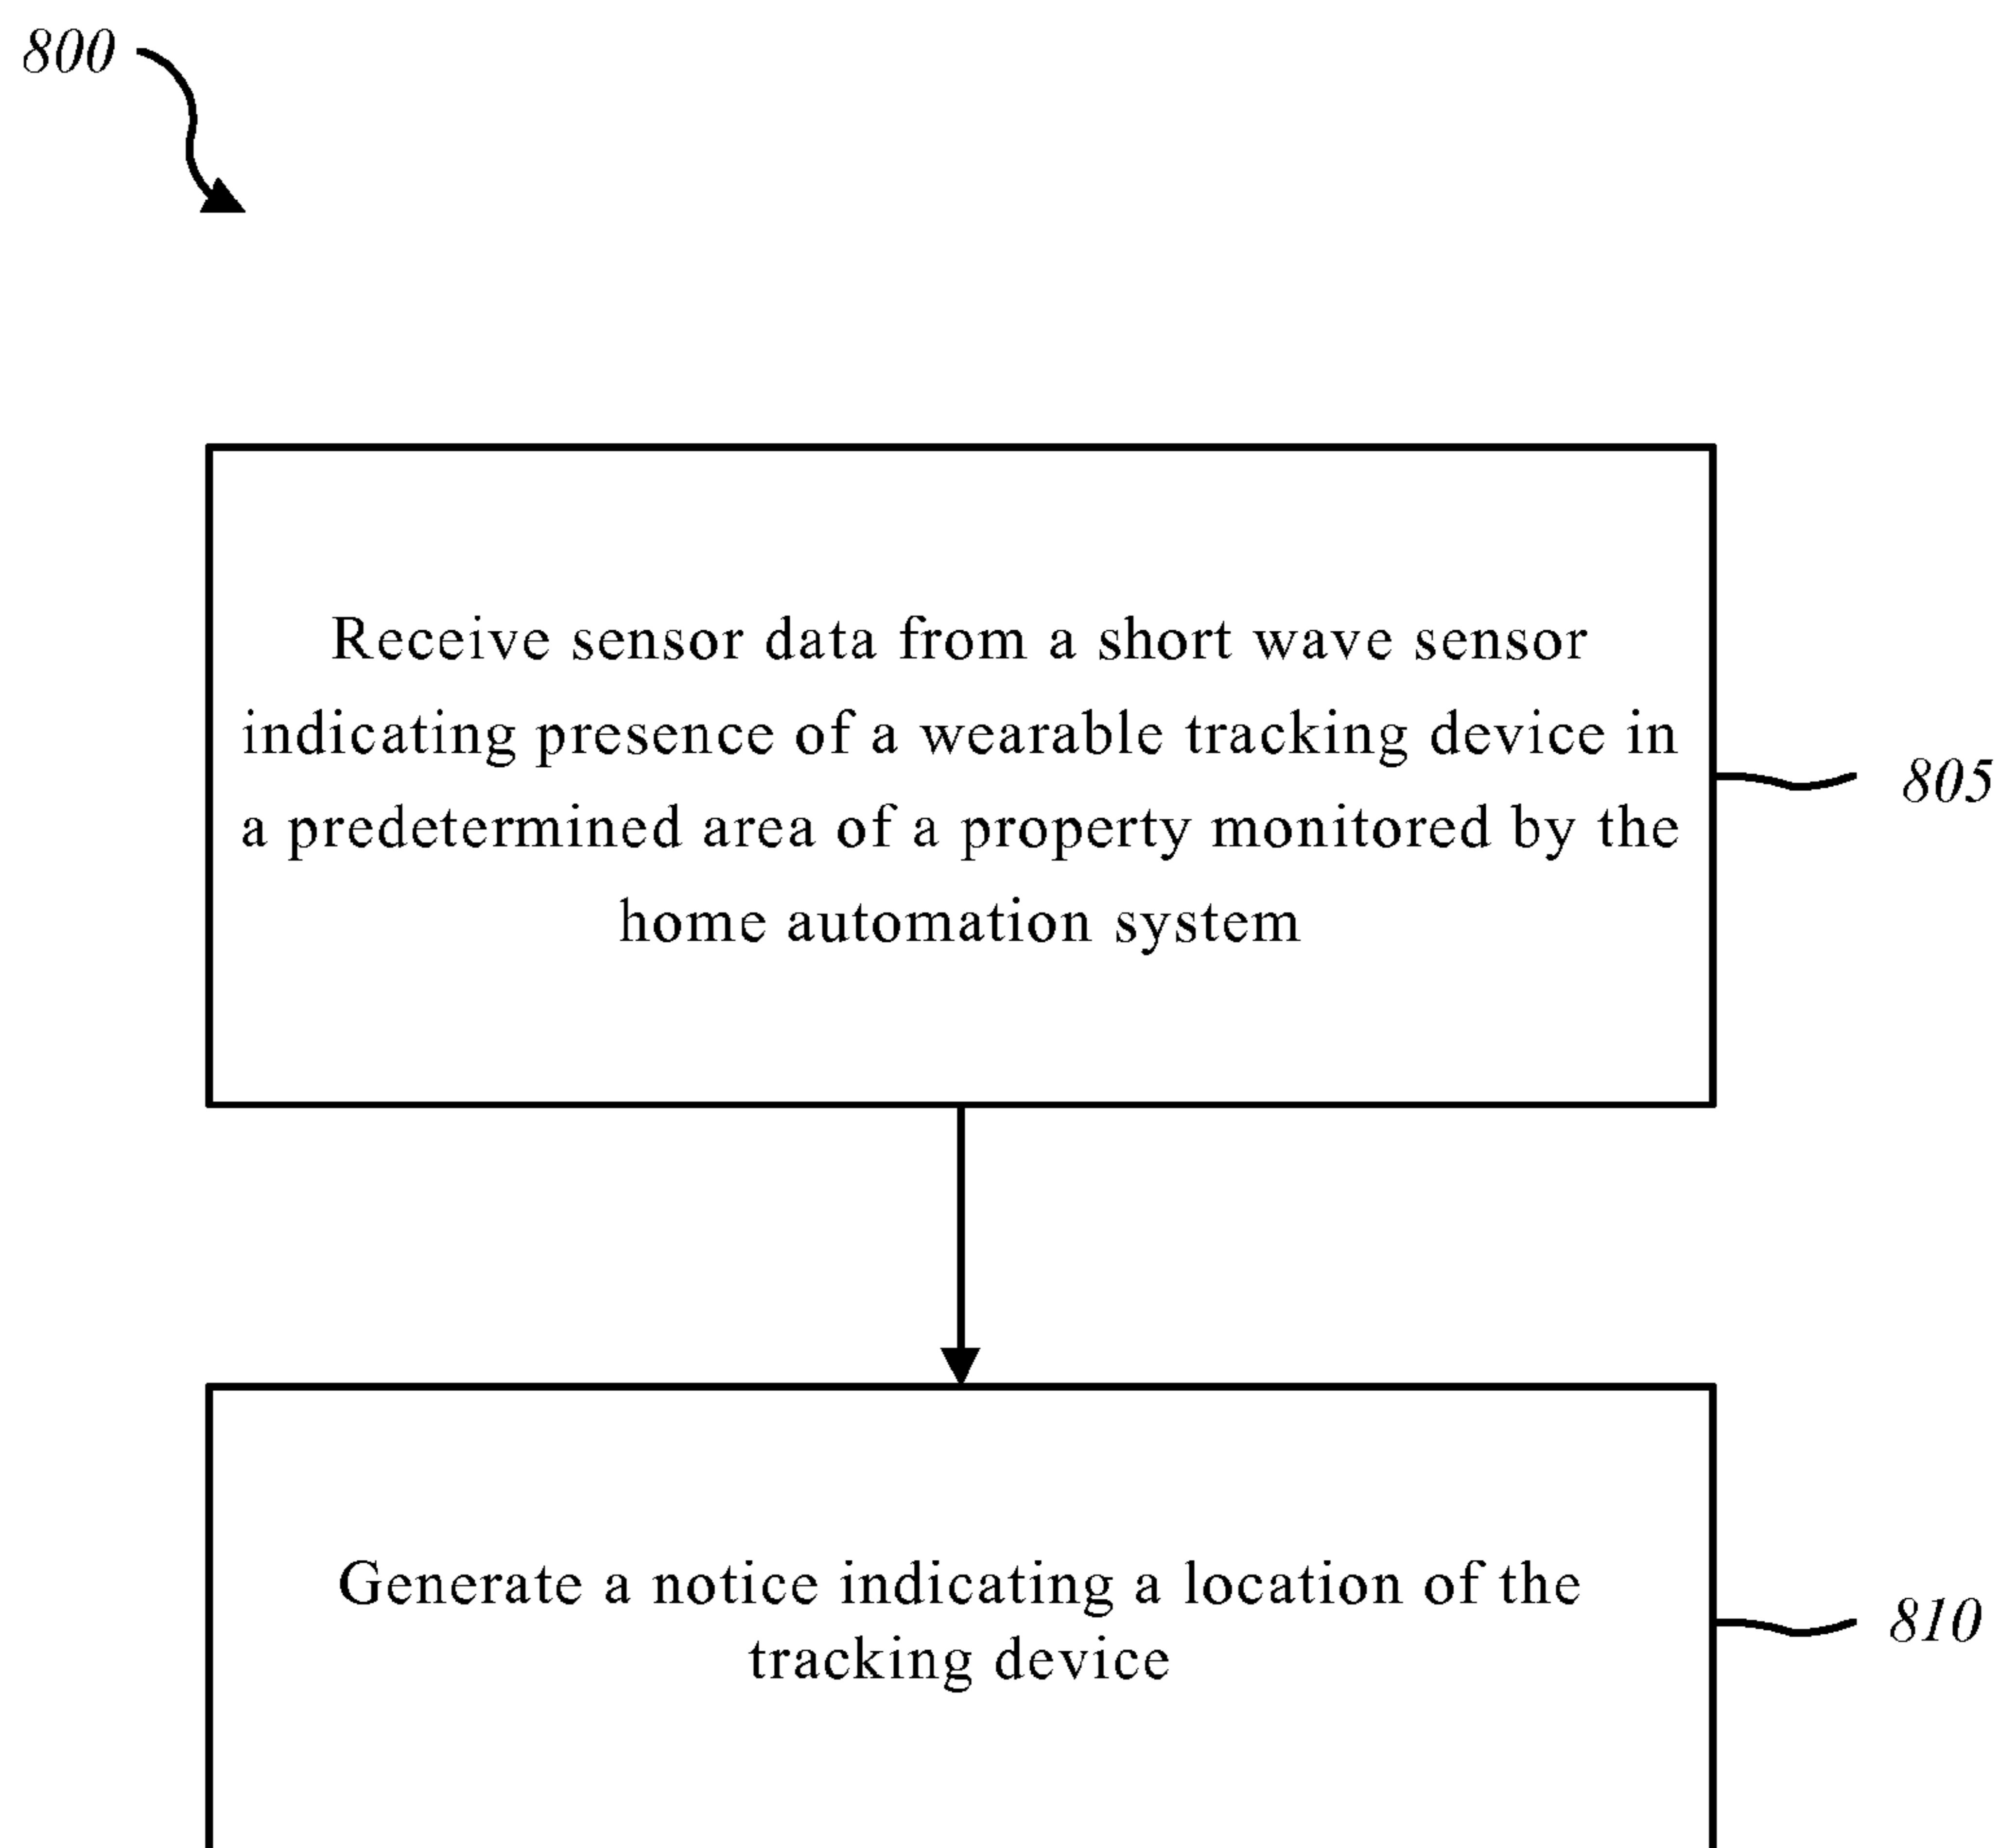 800
Receive sensor data from a short wave sensor
indicating presence of a wearable tracking device in
a predetermined area of a property monitored by the
home automation system
805
Generate a notice indicating a location of the
tracking device
810